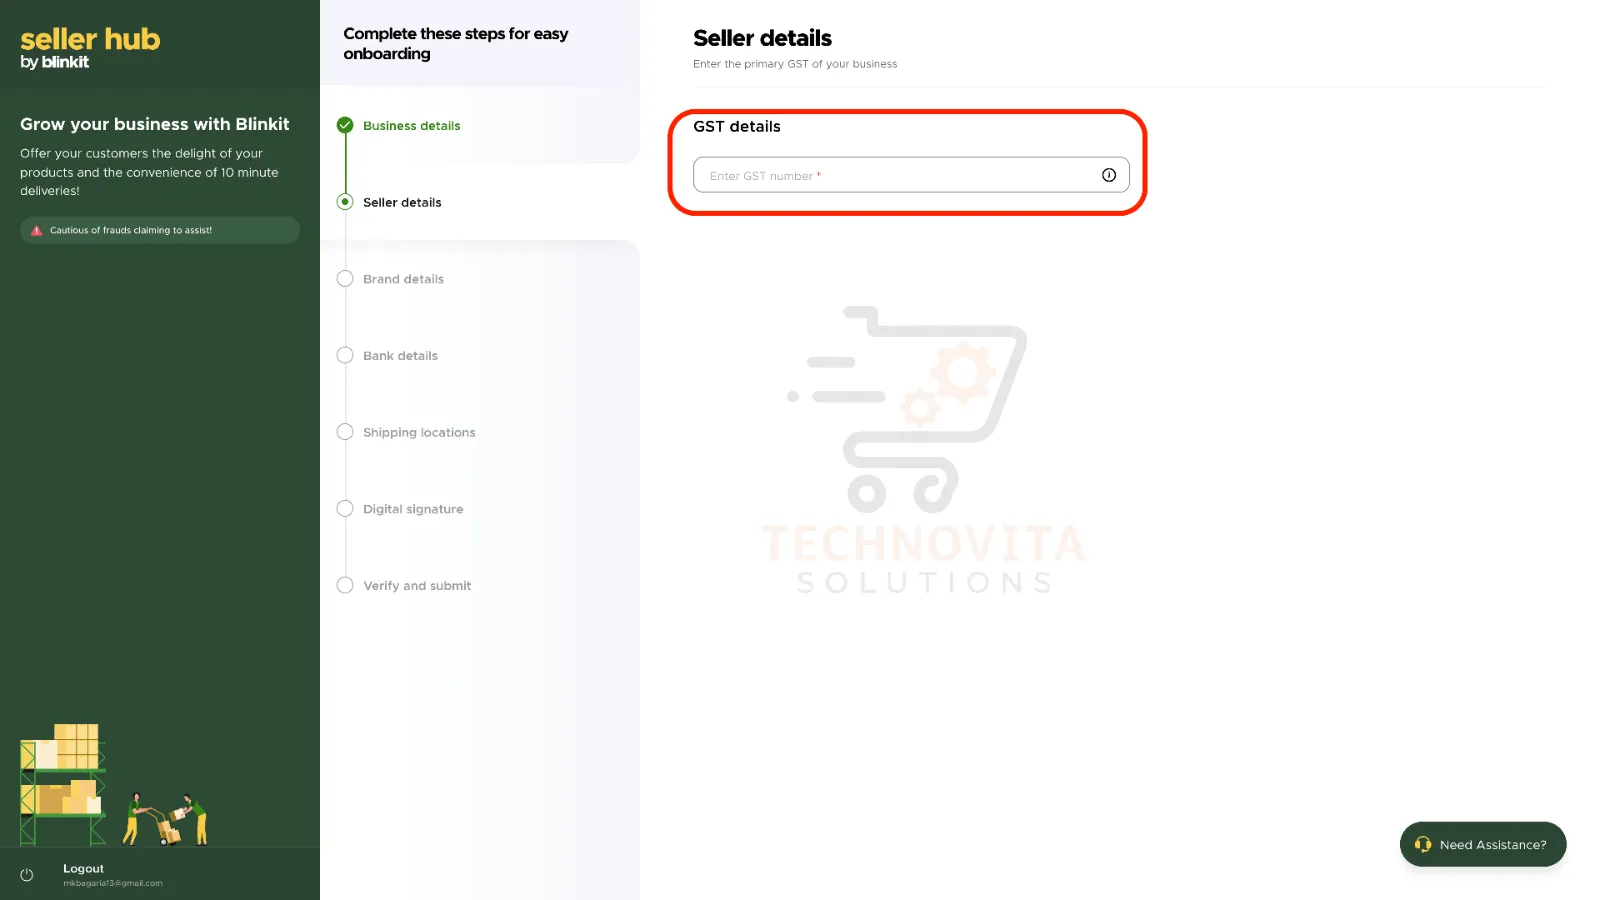 seller hub
by blinkit
Grow your business with Blinkit
Offer your customers the delight of your
products and the convenience of 10 minute
deliveries!
Cautious of frauds claiming to assist!
Logout
mkbagaria13@gmail.com
Complete these steps for easy
onboarding
Business details
Seller details
Brand details
Bank details
Shipping locations
Digital signature
Verify and submit
Seller details
Enter the primary GST of your business
GST details
Enter GST number *
TECHNOVITA
SOLUTIONS
Need Assistance?